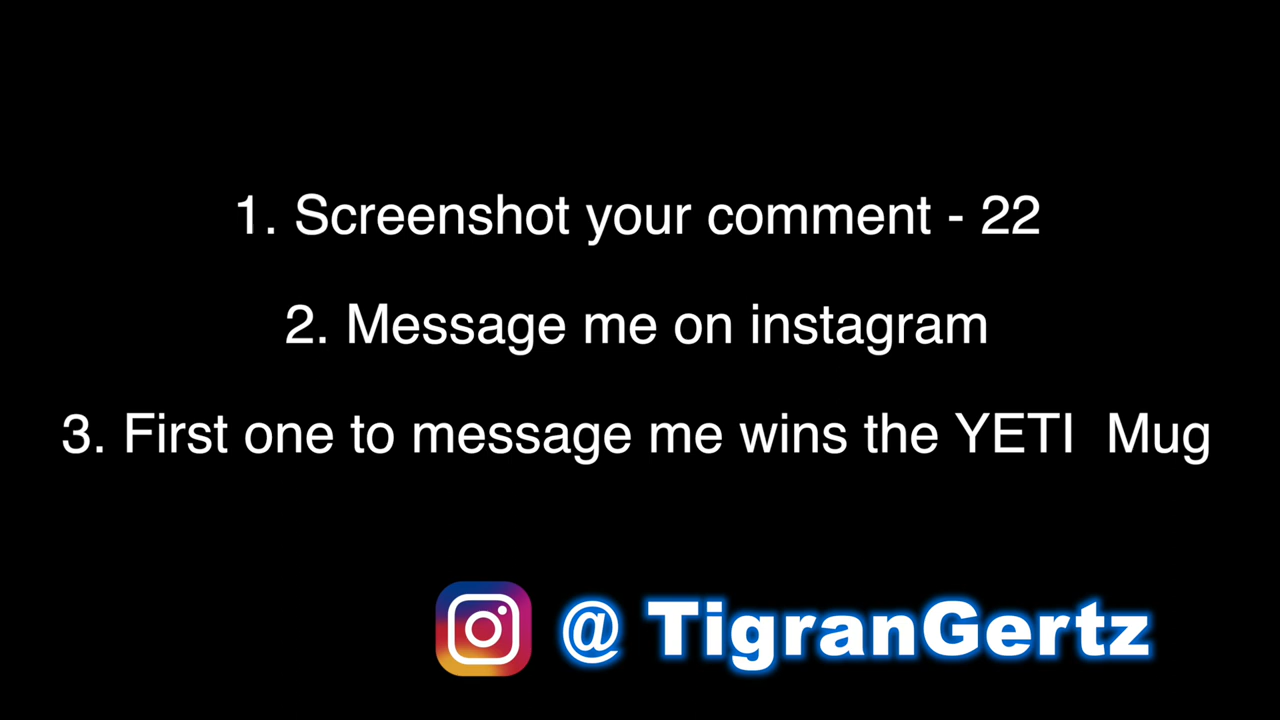 1. Screenshot your comment - 22
2. Message me on instagram
3. First one to message me wins the YETI  Mug
@ TigranGertz